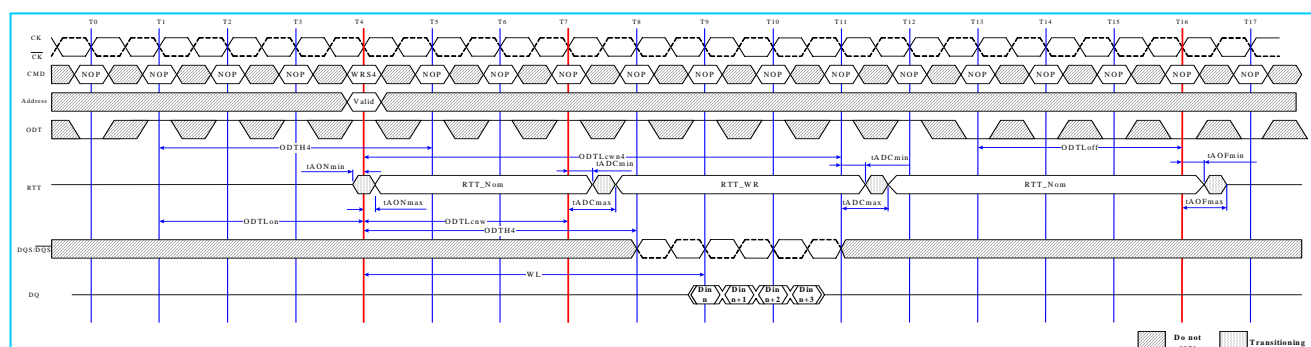 T0 T1 T2 T3 T4 T5 T6 T7 T8 T9 T10 T11 T12 T13 T14 T15 T16 T17
CK
CK
CMD NOP NOP NOP NOP WRS4 NOP NOP NOP NOP NOP NOP NOP NOP NOP NOP NOP NOP NOP
Address Valid
ODT
ODTH4 ODTLcwn4 ODTLoff
tAONmin tADCmin tADCmin tAOFmin
RTT RTT_Nom RTT_WR RTT_Nom
tAONmax tADCmax tADCmax tAOFmax
ODTLon ODTLcnw
ODTH4
DQS/DQS
WL
DQ Din n Din n+1 Din n+2 Din n+3
Do not
Transitioning